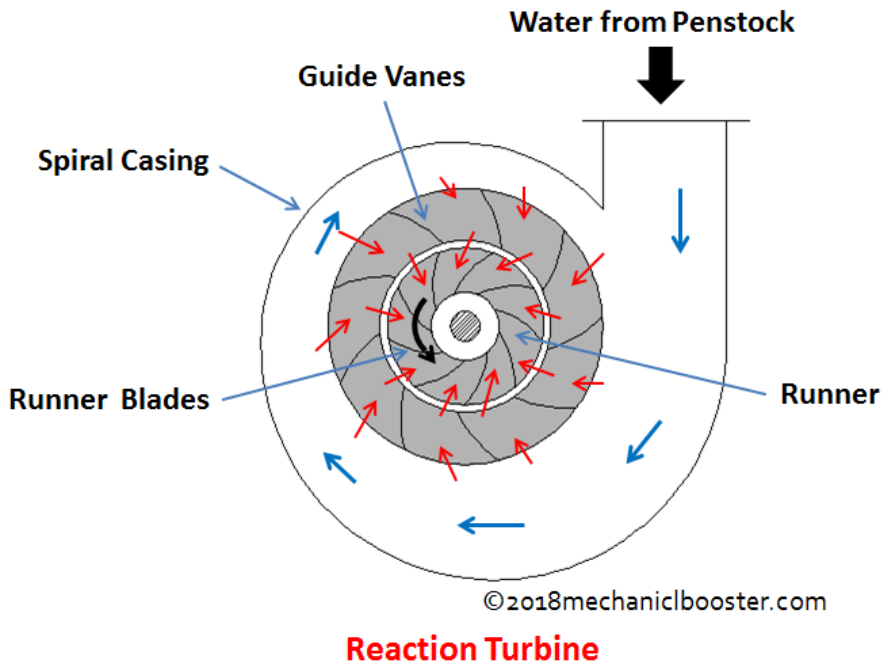 Water from Penstock
Guide Vanes
Spiral Casing
Runner Blades
Runner
©2018mechaniclbooster.com
Reaction Turbine